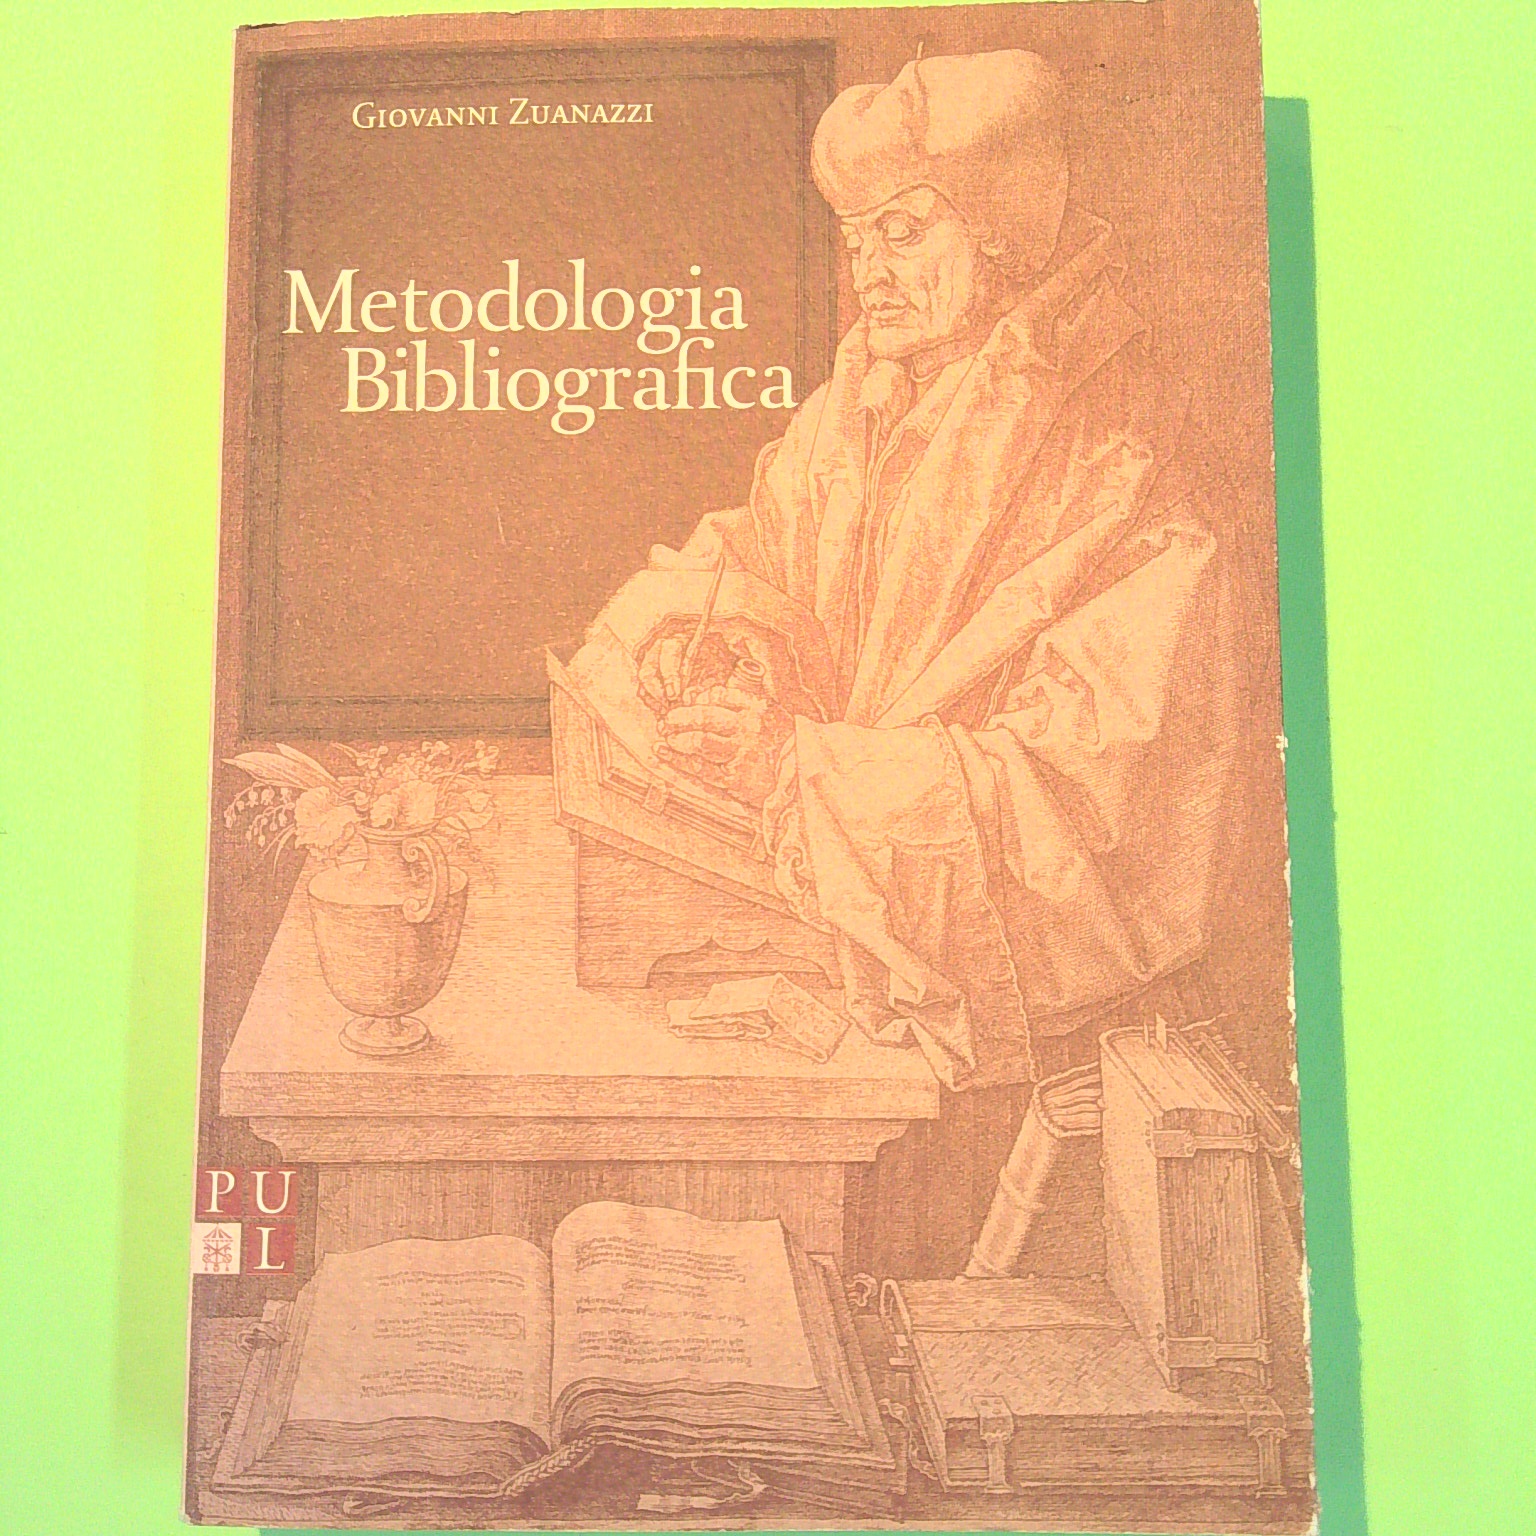 Giovanni Zuanazzi
Metodologia
Bibliografica
PU
L